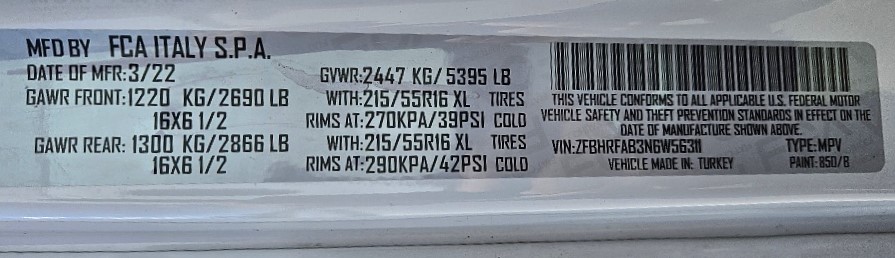 MFD BY FCA ITALY S.P.A.
DATE OF MFR:3/22 GVWR:2447 KG/5395 LB
GAWR FRONT:1220 KG/2690 LB WITH:215/55R16 XL TIRES
16X6 1/2 RIMS AT:270KPA/39PSI COLD
GAWR REAR:1300 KG/2866 LB WITH:215/55R16 XL TIRES
16X6 1/2 RIMS AT:290KPA/42PSI COLD
THIS VEHICLE CONFORMS TO ALL APPLICABLE U.S. FEDERAL MOTOR
VEHICLE SAFETY AND THEFT PREVENTION STANDARDS IN EFFECT ON THE
DATE OF MANUFACTURE SHOWN ABOVE.
VIN:ZFBHRFAB3N6W56311 TYPE:MPV
VEHICLE MADE IN: TURKEY PAINT:850/B